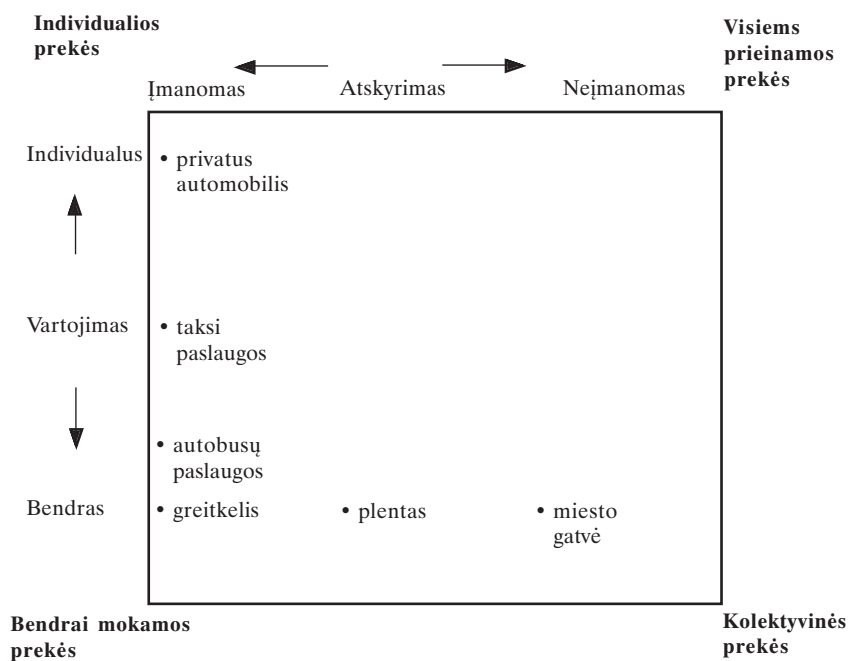 Individualios
prekės
Visiems
prieinamos
prekės
Įmanomas Atskyrimas Neįmanomas
Individualus
• privatus
automobilis
Vartojimas
• taksi
paslaugos
• autobusų
paslaugos
Bendras
• greitkelis • plentas • miesto
gatvė
Bendrai mokamos
prekės
Kolektyvinės
prekės